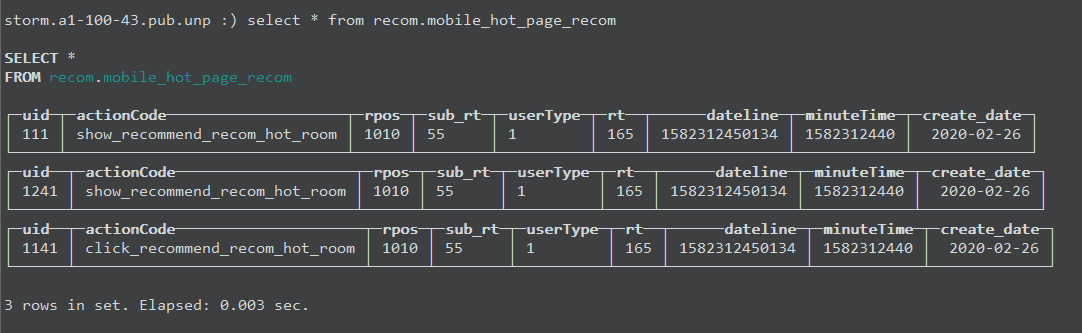 storm.a1-100-43.pub.unp :) select * from recom.mobile_hot_page_recom
SELECT *
FROM recom.mobile_hot_page_recom
uid actionCode rpos sub_rt userType rt dateline minuteTime create_date
111 show_recommend_recom_hot_room 1010 55 1 165 1582312450134 1582312440 2020-02-26
uid actionCode rpos sub_rt userType rt dateline minuteTime create_date
1241 show_recommend_recom_hot_room 1010 55 1 165 1582312450134 1582312440 2020-02-26
uid actionCode rpos sub_rt userType rt dateline minuteTime create_date
1141 click_recommend_recom_hot_room 1010 55 1 165 1582312450134 1582312440 2020-02-26
3 rows in set. Elapsed: 0.003 sec.